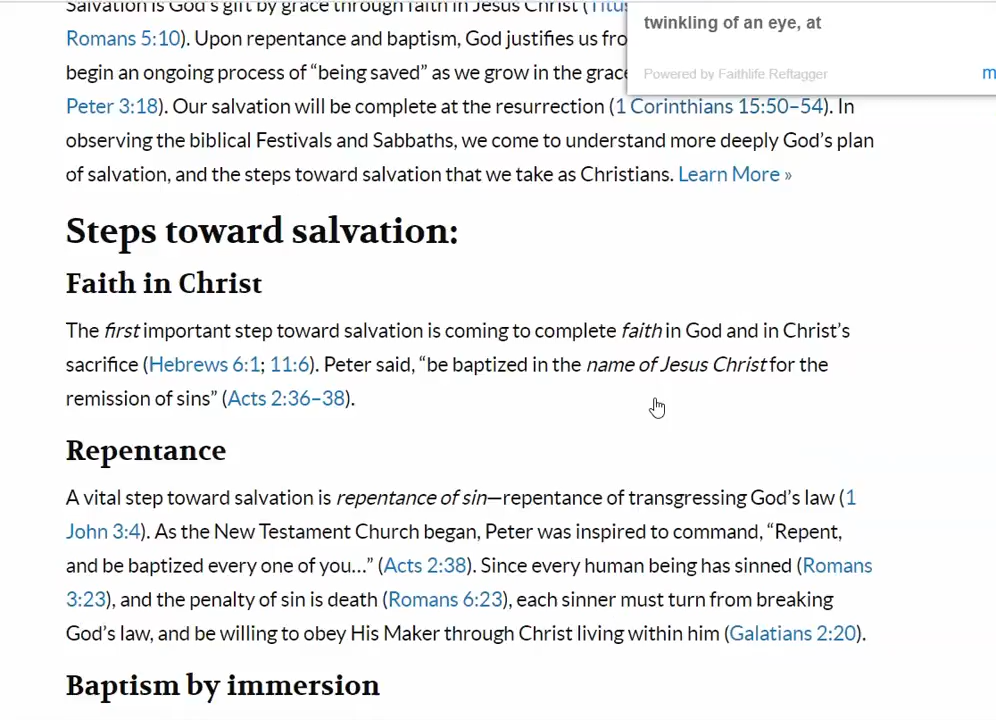 Salvation is God's gift by grace through faith in Jesus Christ (Titus
twinkling of an eye, at
Romans 5:10). Upon repentance and baptism, God justifies us fro
begin an ongoing process of “being saved” as we grow in the grace
Powered by Faithlife Reftagger
m
Peter 3:18). Our salvation will be complete at the resurrection (1 Corinthians 15:50–54). In
observing the biblical Festivals and Sabbaths, we come to understand more deeply God’s plan
of salvation, and the steps toward salvation that we take as Christians. Learn More »
Steps toward salvation:
Faith in Christ
The first important step toward salvation is coming to complete faith in God and in Christ’s
sacrifice (Hebrews 6:1; 11:6). Peter said, “be baptized in the name of Jesus Christ for the
remission of sins” (Acts 2:36–38).
Repentance
A vital step toward salvation is repentance of sin—repentance of transgressing God’s law (1
John 3:4). As the New Testament Church began, Peter was inspired to command, “Repent,
and be baptized every one of you…” (Acts 2:38). Since every human being has sinned (Romans
3:23), and the penalty of sin is death (Romans 6:23), each sinner must turn from breaking
God’s law, and be willing to obey His Maker through Christ living within him (Galatians 2:20).
Baptism by immersion